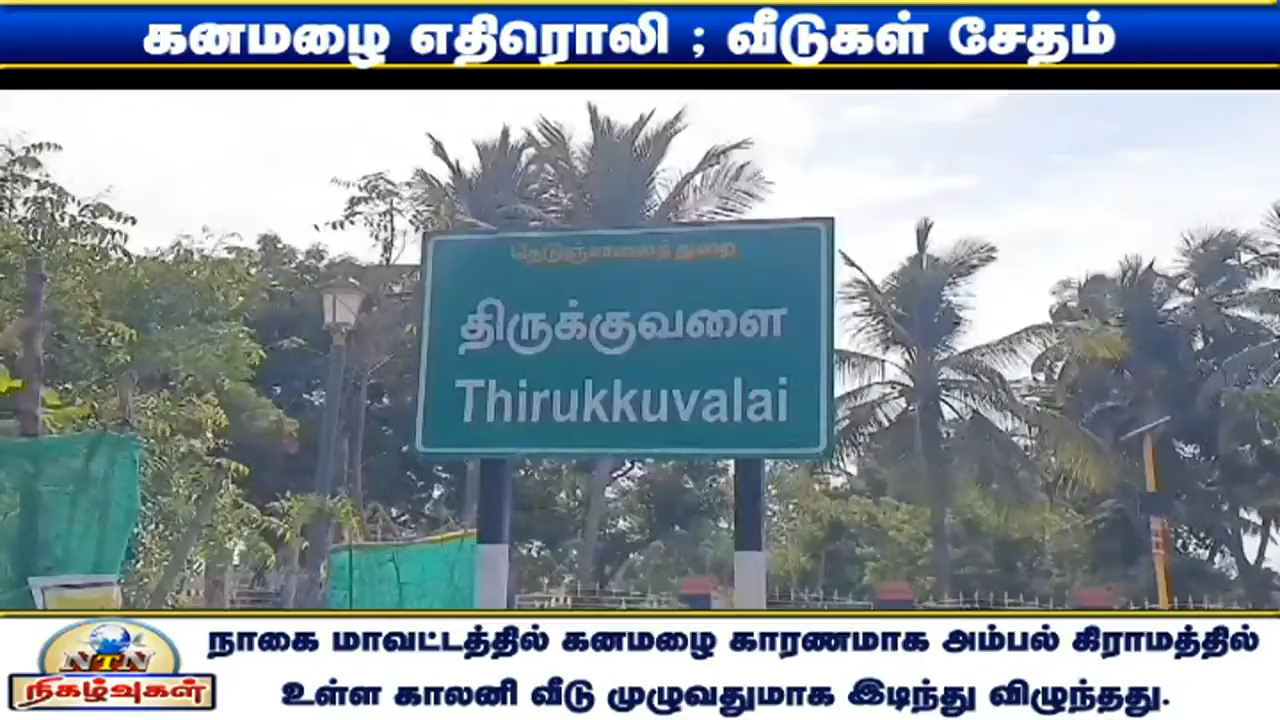 கனமழை எதிரொலி ; வீடுகள் சேதம்
நெடுஞ்சாலைத்துறை
திருக்குவளை
Thirukkuvalai
NTN
நிகழ்வுகள்
நாகை மாவட்டத்தில் கனமழை காரணமாக அம்பல் கிராமத்தில்
உள்ள காலனி வீடு முழுவதுமாக இடிந்து விழுந்தது.